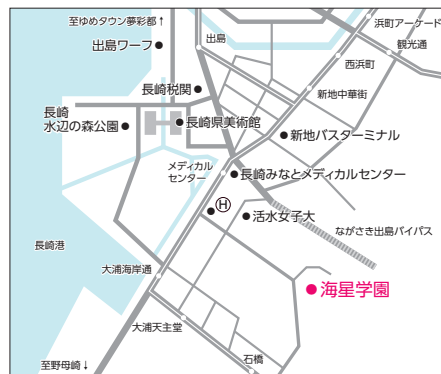 至ゆめタウン夢彩都↑
浜町アーケード
出島ワーフ
出島
観光通
西浜町
長崎税関
新地中華街
長崎
水辺の森公園
長崎県美術館
新地バスターミナル
メディカル
センター
長崎みなとメディカルセンター
H
活水女子大
ながさき出島バイパス
長崎港
大浦海岸通
海星学園
大浦天主堂
石橋
至野母崎↓